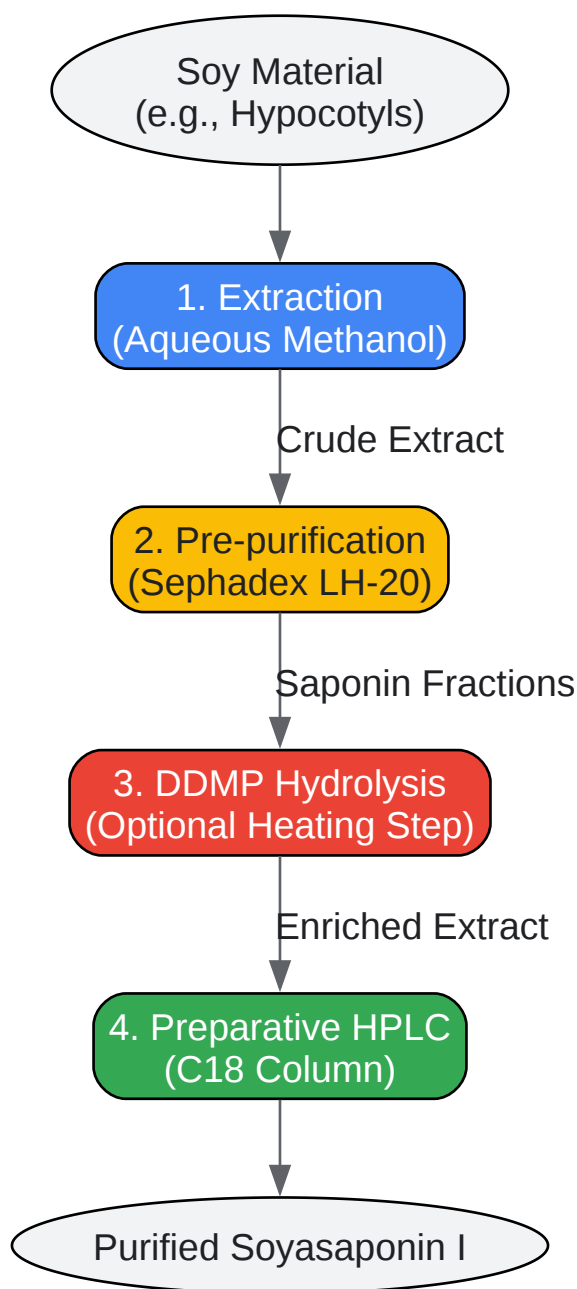 Soy Material
(e.g., Hypocotyls)
1. Extraction
(Aqueous Methanol)
Crude Extract
2. Pre-purification
(Sephadex LH-20)
Saponin Fractions
3. DDMP Hydrolysis
(Optional Heating Step)
Enriched Extract
4. Preparative HPLC
(C18 Column)
Purified Soyasaponin I